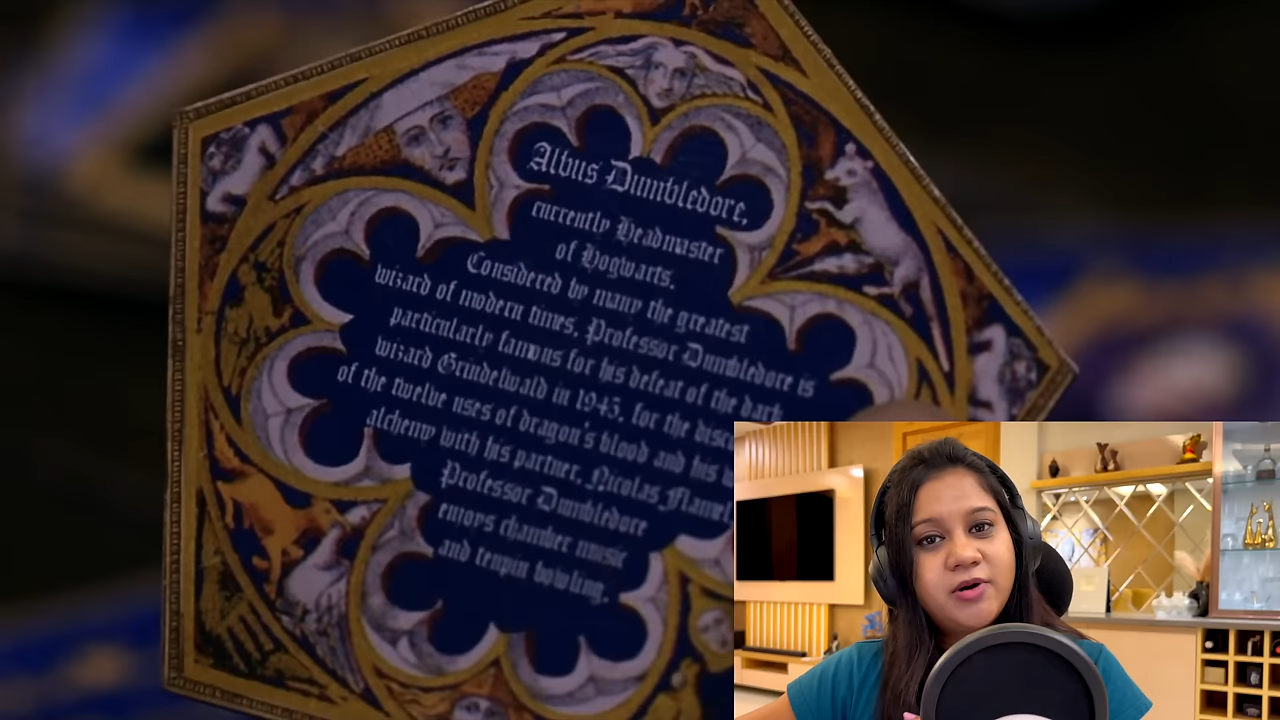 Albus Dumbledore,
currently Headmaster
of Hogwarts.
Considered by many the greatest
wizard of modern times, Professor Dumbledore is
particularly famous for his defeat of the dark
wizard Grindelwald in 1945, for the
of the twelve uses of dragon's blood and his
alchemy with his partner, Nicolas Flamel.
Professor Dumbledore
enjoys chamber music
and tenpin bowling.